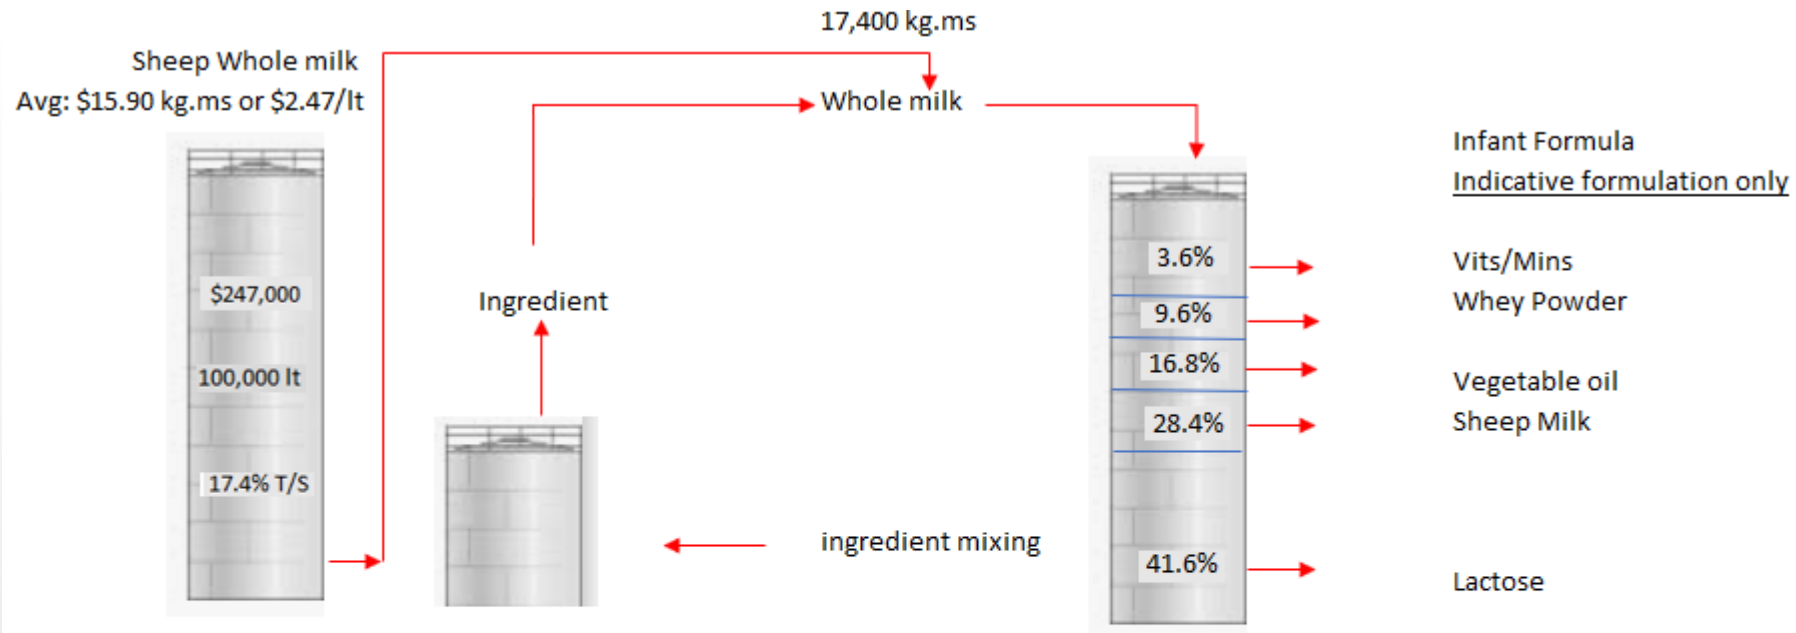 17,400 kg.ms
Sheep Whole milk
Avg: $15.90 kg.ms or $2.47/lt
Whole milk
Infant Formula
Indicative formulation only
$247,000
100,000 lt
17.4% T/S
Ingredient
ingredient mixing
3.6%
9.6%
16.8%
28.4%
41.6%
Vits/Mins
Whey Powder
Vegetable oil
Sheep Milk
Lactose